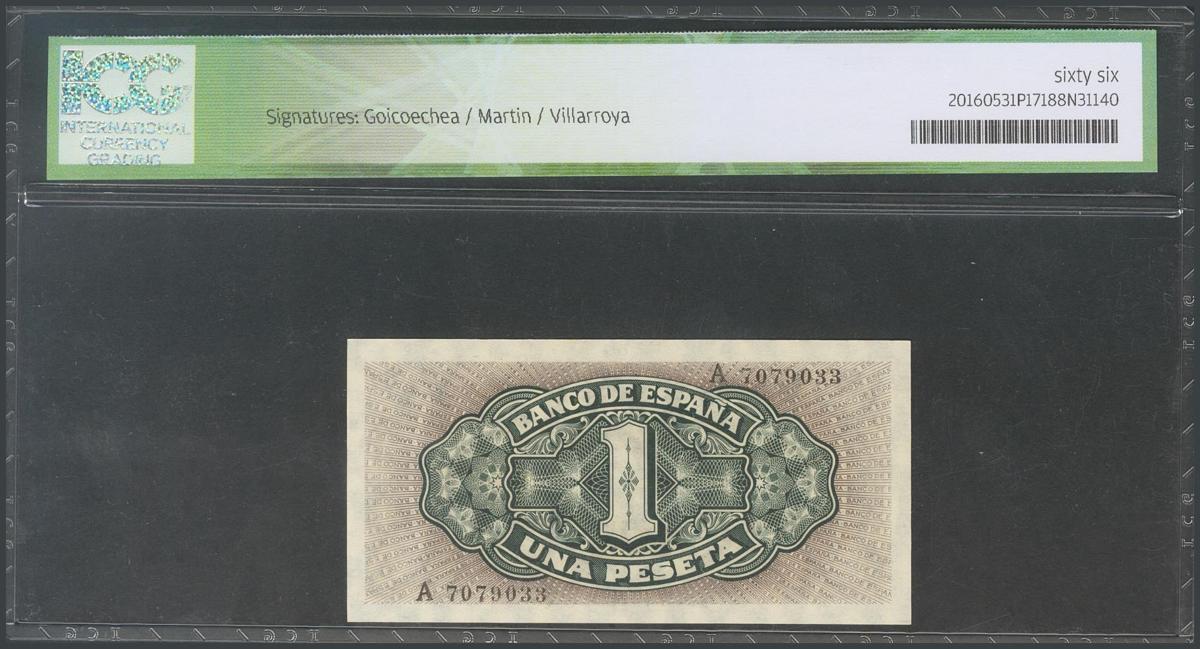 ICG
INTERNATIONAL
CURRENCY
GRADING
Signatures: Goicoechea / Martin / Villarroya
sixty six
20160531P17188N31140
A 7079033
BANCO DE ESPAÑA
1
UNA PESETA
A 7079033